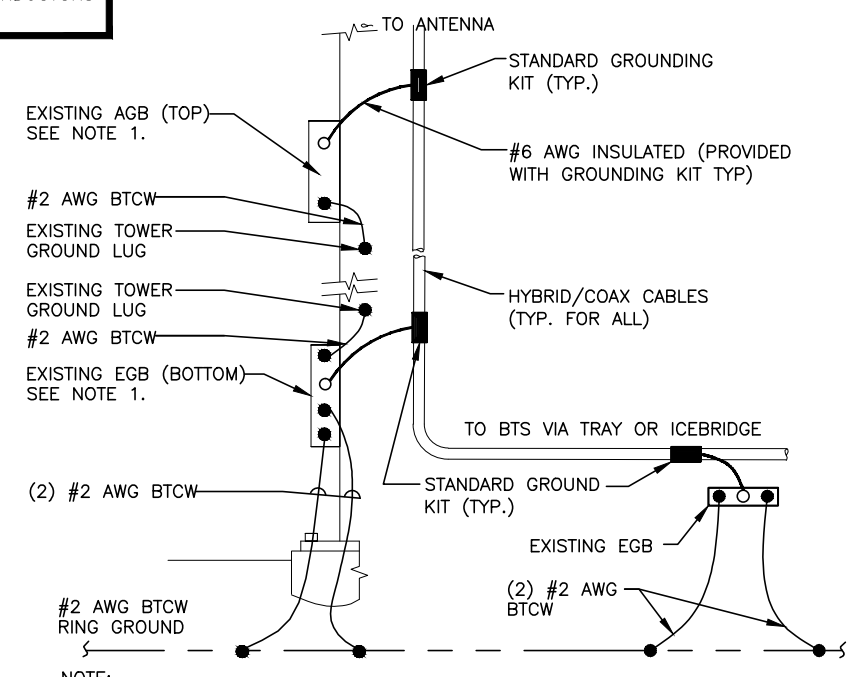 TO ANTENNA
STANDARD GROUNDING
KIT (TYP.)
EXISTING AGB (TOP)
SEE NOTE 1.
#6 AWG INSULATED (PROVIDED
WITH GROUNDING KIT TYP)
#2 AWG BTCW
EXISTING TOWER
GROUND LUG
EXISTING TOWER
GROUND LUG
HYBRID/COAX CABLES
(TYP. FOR ALL)
#2 AWG BTCW
EXISTING EGB (BOTTOM)
SEE NOTE 1.
TO BTS VIA TRAY OR ICEBRIDGE
(2) #2 AWG BTCW
STANDARD GROUND
KIT (TYP.)
EXISTING EGB
(2) #2 AWG
BTCW
#2 AWG BTCW
RING GROUND
NOTE: